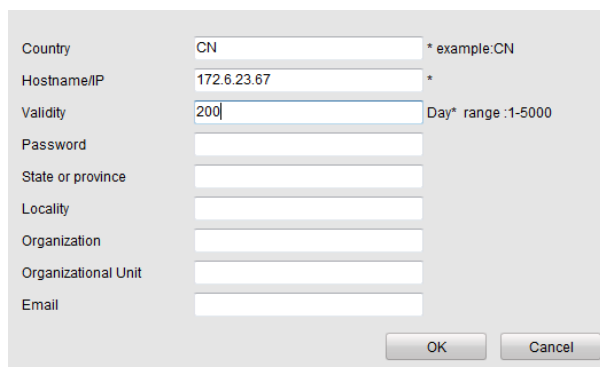 Country CN * example:CN
Hostname/IP 172.6.23.67 *
Validity 200 Day* range :1-5000
Password
State or province
Locality
Organization
Organizational Unit
Email
OK Cancel